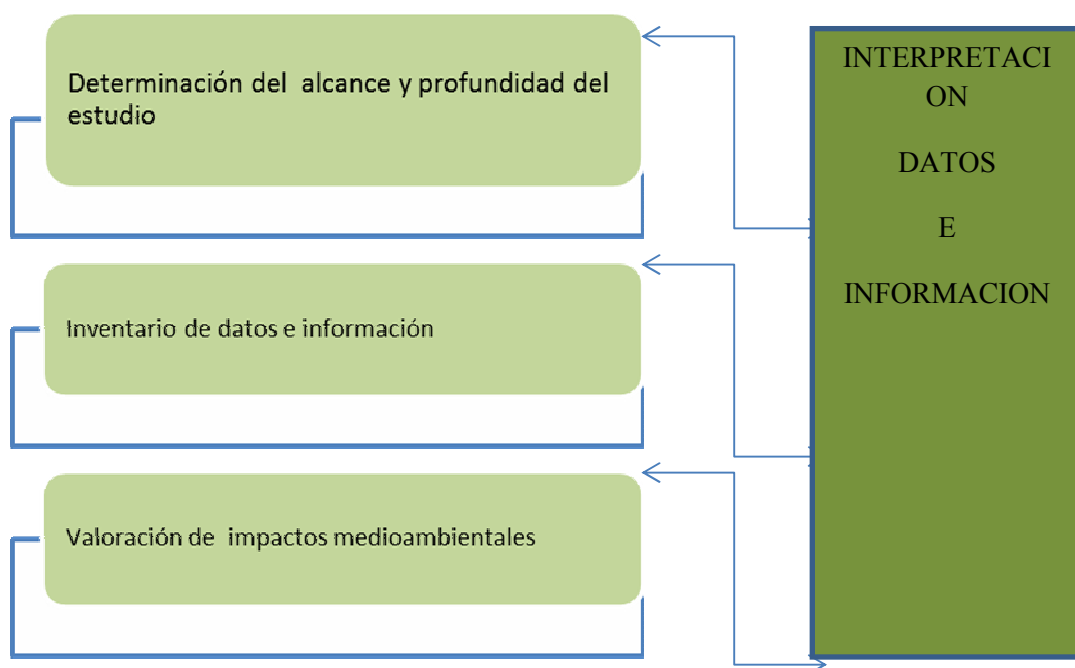 Determinación del alcance y profundidad del
estudio
Inventario de datos e información
Valoración de impactos medioambientales
INTERPRETACI
ON
DATOS
E
INFORMACION